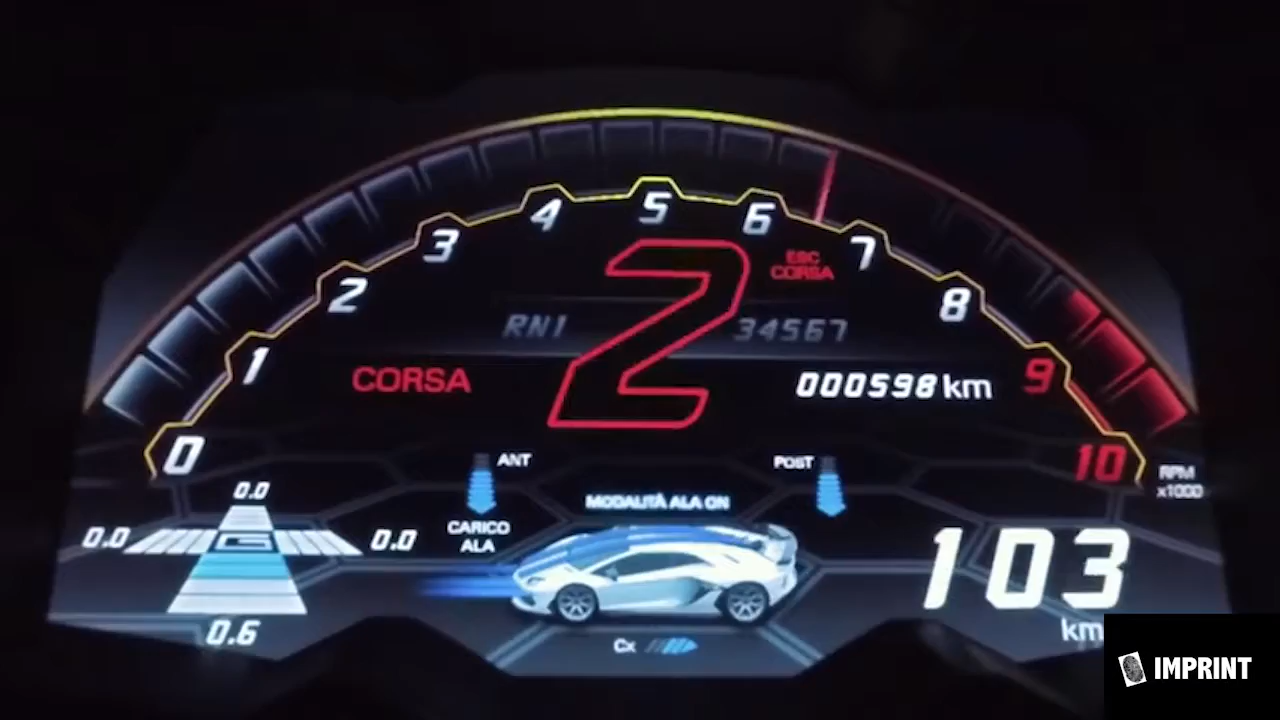 5
4
6
3
7
ESC
CORSA
2
8
RN1
2
34567
1
CORSA
000598 km
9
0
10
ANT
POST
RPM
x1000
0.0
MODALITÀ ALA ON
0.0
G
0.0
CARICO
ALA
103
km
0.6
Cx
IMPRINT